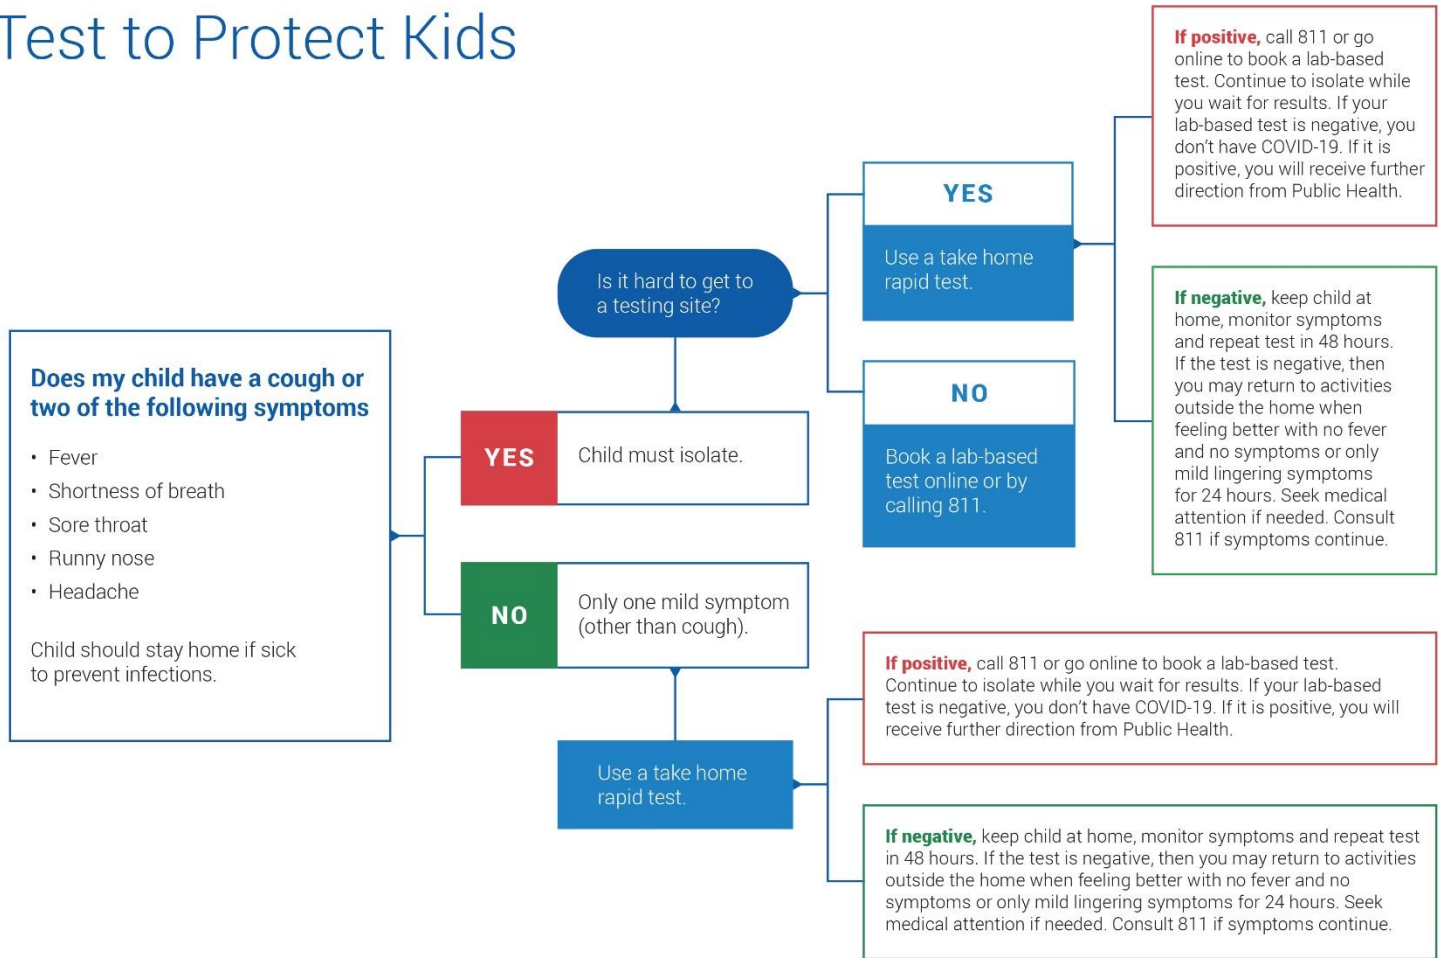 Test to Protect Kids
Does my child have a cough or
two of the following symptoms
• Fever
• Shortness of breath
• Sore throat
• Runny nose
• Headache
Child should stay home if sick
to prevent infections.
YES
Child must isolate.
Is it hard to get to
a testing site?
YES
Use a take home
rapid test.
If positive, call 811 or go
online to book a lab-based
test. Continue to isolate while
you wait for results. If your
lab-based test is negative, you
don't have COVID-19. If it is
positive, you will receive further
direction from Public Health.
If negative, keep child at
home, monitor symptoms
and repeat test in 48 hours.
If the test is negative, then
you may return to activities
outside the home when
feeling better with no fever
and no symptoms or only
mild lingering symptoms
for 24 hours. Seek medical
attention if needed. Consult
811 if symptoms continue.
NO
Book a lab-based
test online or by
calling 811.
NO
Only one mild symptom
(other than cough).
Use a take home
rapid test.
If positive, call 811 or go online to book a lab-based test.
Continue to isolate while you wait for results. If your lab-based
test is negative, you don't have COVID-19. If it is positive, you will
receive further direction from Public Health.
If negative, keep child at home, monitor symptoms and repeat test
in 48 hours. If the test is negative, then you may return to activities
outside the home when feeling better with no fever and no
symptoms or only mild lingering symptoms for 24 hours. Seek
medical attention if needed. Consult 811 if symptoms continue.